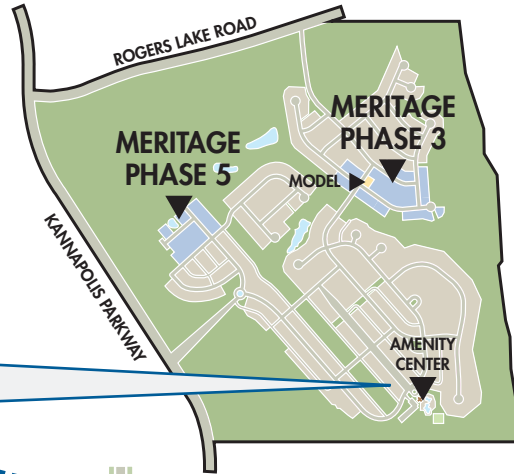 ROGERS LAKE ROAD
MERITAGE
PHASE 3
MERITAGE
PHASE 5
MODEL
KANNAPOLIS PARKWAY
AMENITY
CENTER